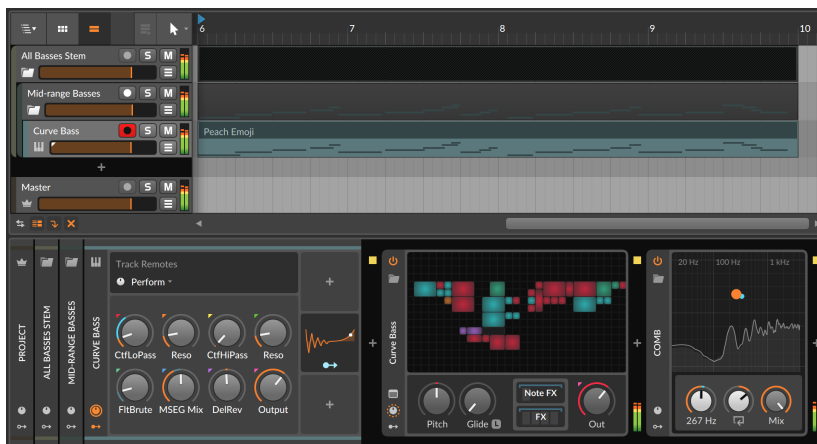 6 7 8 9 10
All Basses Stem S M
Mid-range Basses S M
Curve Bass S M
Peach Emoji
+
Master S M
PROJECT
ALL BASSES STEM
MID-RANGE BASSES
CURVE BASS
Track Remotes
Perform
CtfLoPass Reso CtfHiPass Reso
FltBrute MSEG Mix DelRev Output
+
+
+
Curve Bass
Pitch Glide L
Note FX
FX
Out
+
COMB
20 Hz 100 Hz 1 kHz
267 Hz Mix
+